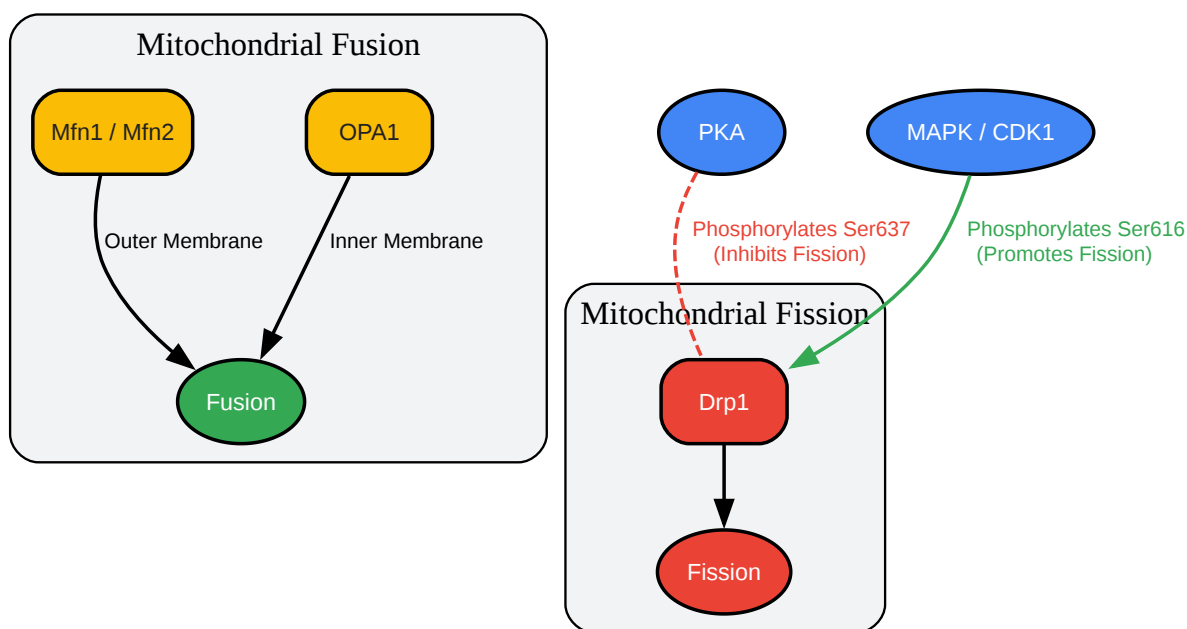 Mitochondrial Fusion
Mfn1 / Mfn2
OPA1
Outer Membrane
Inner Membrane
Fusion
PKA
MAPK / CDK1
Phosphorylates Ser637
(Inhibits Fission)
Phosphorylates Ser616
(Promotes Fission)
Mitochondrial Fission
Drp1
Fission